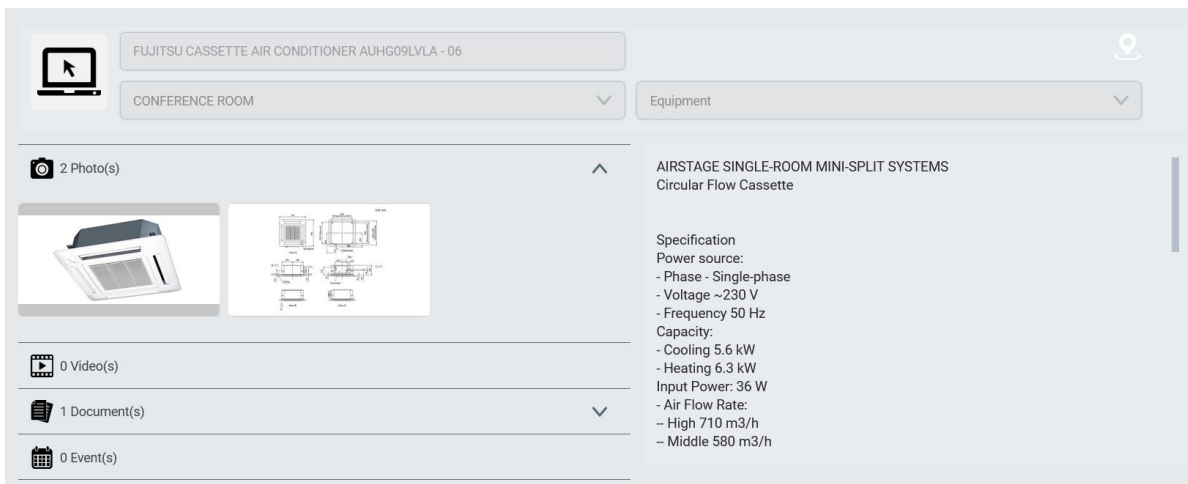 FUJITSU CASSETTE AIR CONDITIONER AUHG09LVLA - 06
CONFERENCE ROOM
Equipment
2 Photo(s)
0 Video(s)
1 Document(s)
0 Event(s)
AIRSTAGE SINGLE-ROOM MINI-SPLIT SYSTEMS
Circular Flow Cassette
Specification
Power source:
- Phase - Single-phase
- Voltage ~230 V
- Frequency 50 Hz
Capacity:
- Cooling 5.6 kW
- Heating 6.3 kW
Input Power: 36 W
- Air Flow Rate:
-- High 710 m3/h
-- Middle 580 m3/h